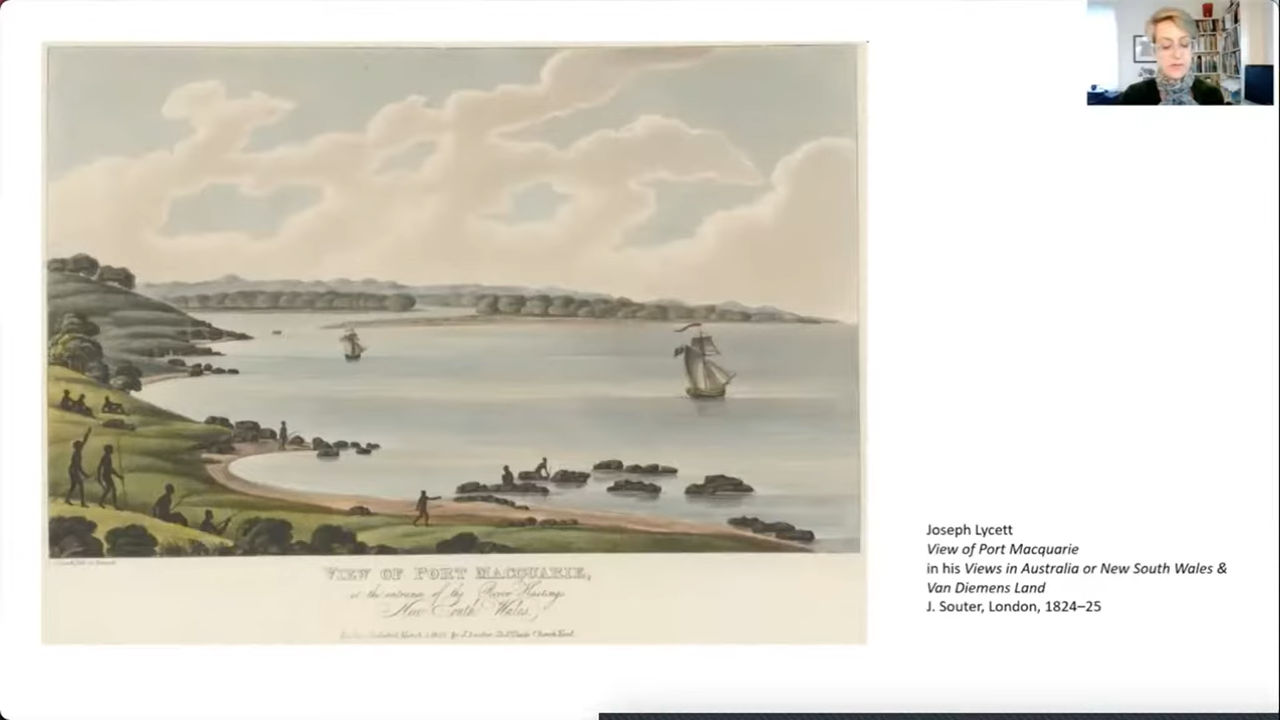 VIEW OF PORT MACQUARIE,
at the entrance of the River Hastings
New South Wales.
Joseph Lycett
View of Port Macquarie
in his Views in Australia or New South Wales &
Van Diemens Land
J. Souter, London, 1824–25